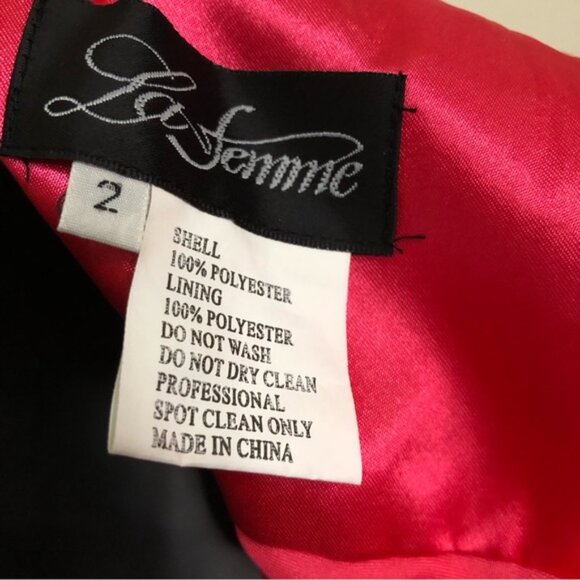 La Femme
2
SHELL
100% POLYESTER
LINING
100% POLYESTER
DO NOT WASH
DO NOT DRY CLEAN
PROFESSIONAL
SPOT CLEAN ONLY
MADE IN CHINA